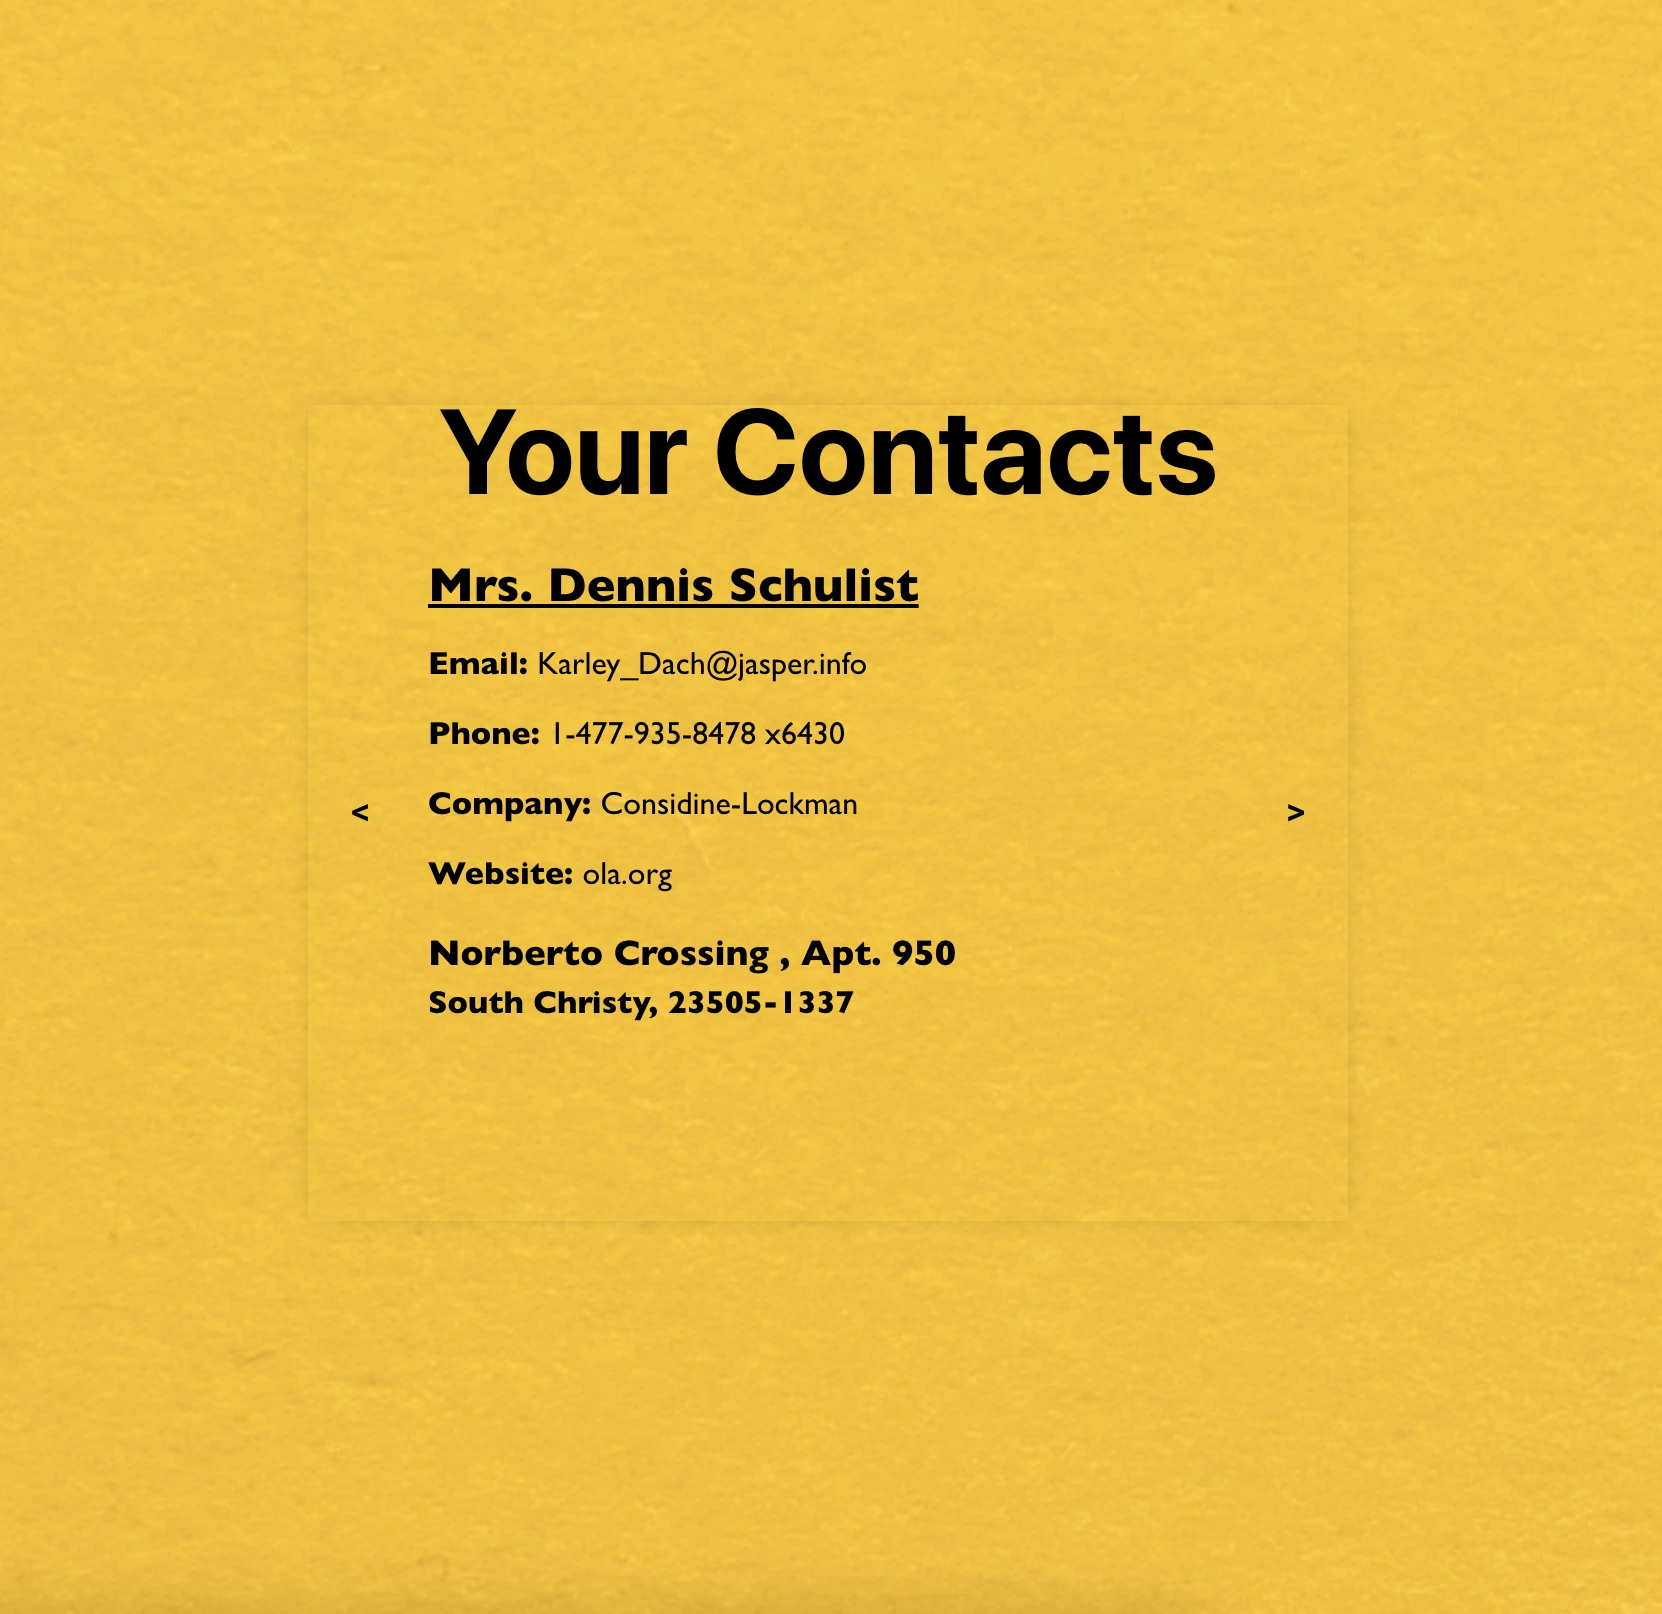 Your Contacts
Mrs. Dennis Schulist
Email: Karley_Dach@jasper.info
Phone: 1-477-935-8478 x6430
Company: Considine-Lockman
< >
Website: ola.org
Norberto Crossing , Apt. 950
South Christy, 23505-1337